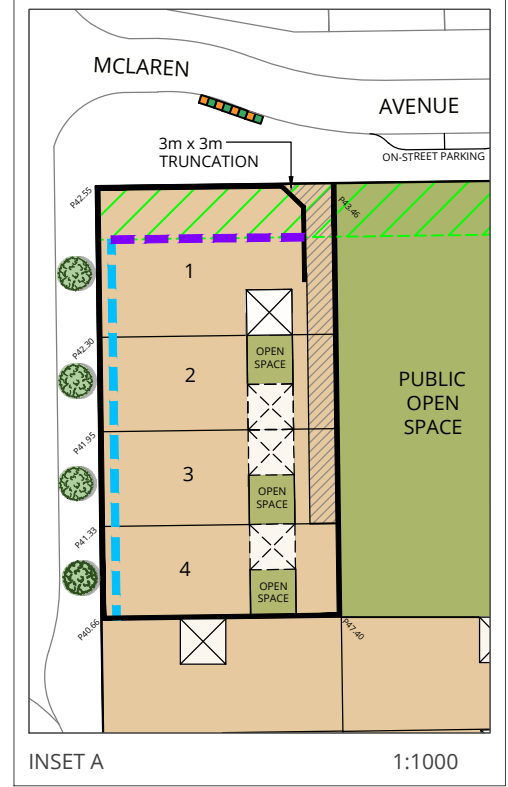 MCLAREN
AVENUE
3m x 3m
TRUNCATION
ON-STREET PARKING
P42.55
P43.46
1
P42.30
OPEN
SPACE
2
PUBLIC
OPEN
SPACE
P41.95
3
OPEN
SPACE
P41.33
4
OPEN
SPACE
P40.66
P47.40
INSET A
1:1000